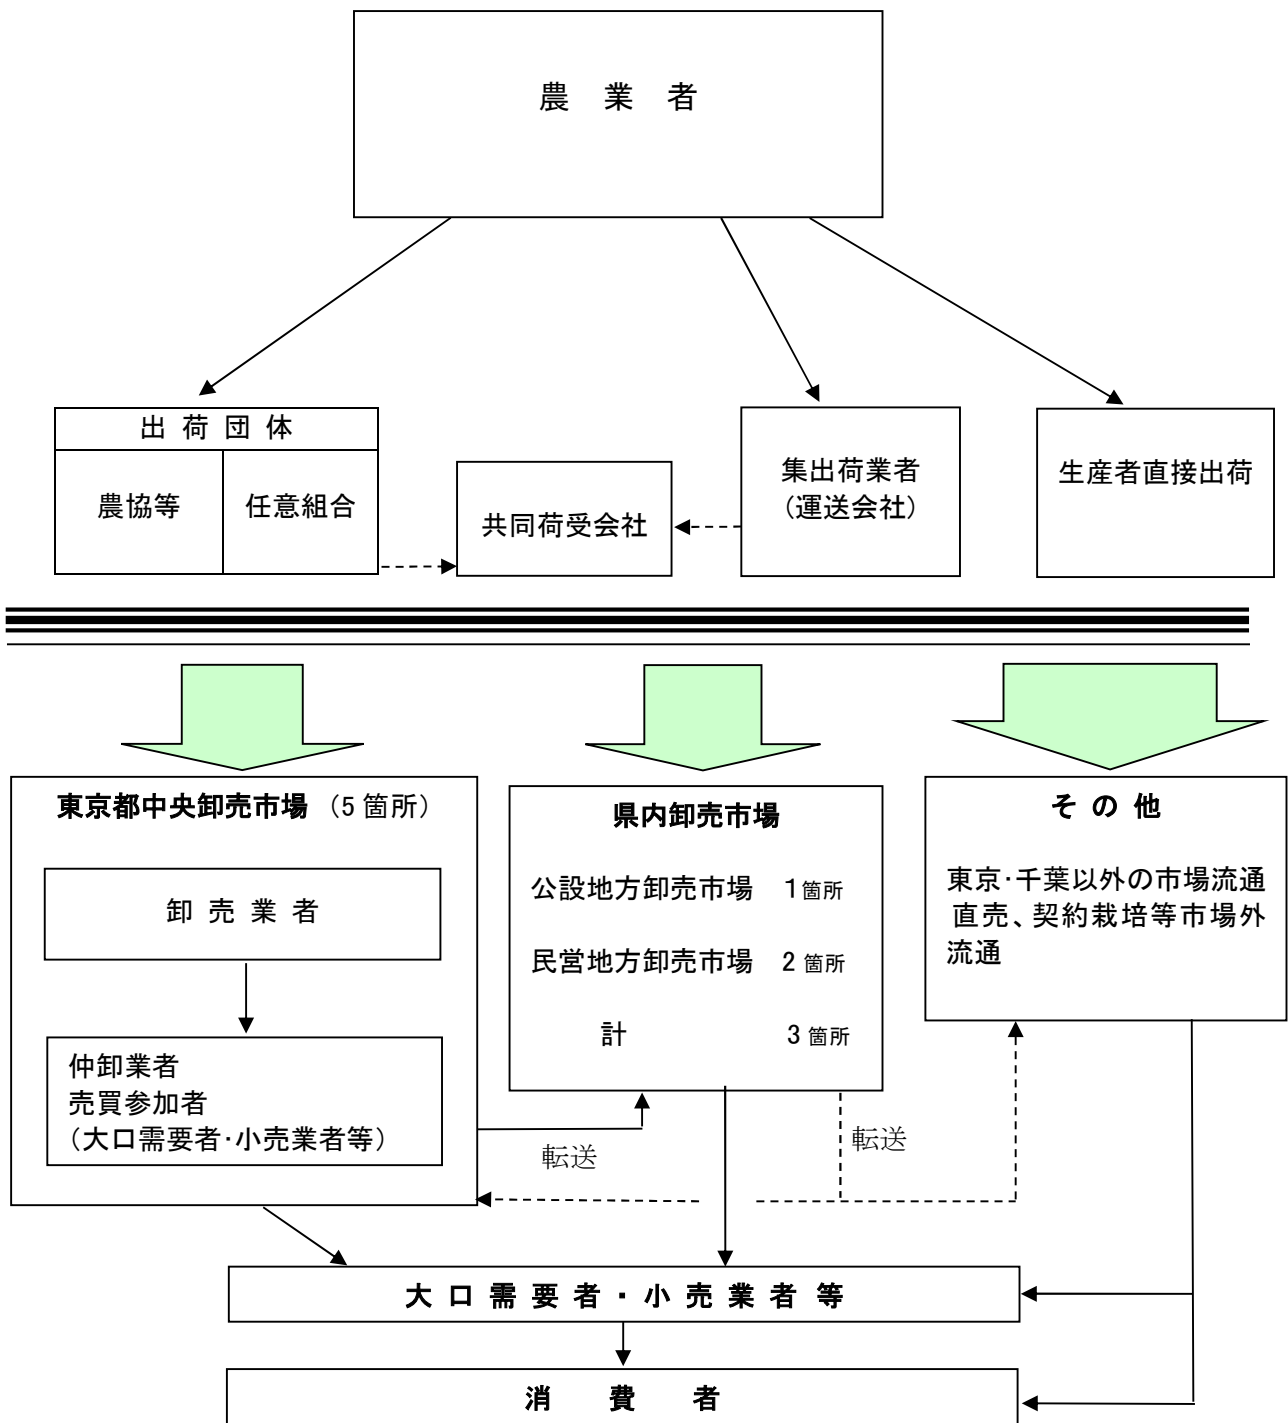 農　業　者
出 荷 団 体
農協等
任意組合
共同荷受会社
集出荷業者
（運送会社）
生産者直接出荷
東京都中央卸売市場 （5 箇所）
卸 売 業 者
仲卸業者
売買参加者
（大口需要者・小売業者等）
県内卸売市場
公設地方卸売市場　1箇所
民営地方卸売市場　2 箇所
計　3 箇所
そ の 他
東京・千葉以外の市場流通
直売、契約栽培等市場外
流通
転送
転送
大 口 需 要 者 ・ 小 売 業 者 等
消　費　者